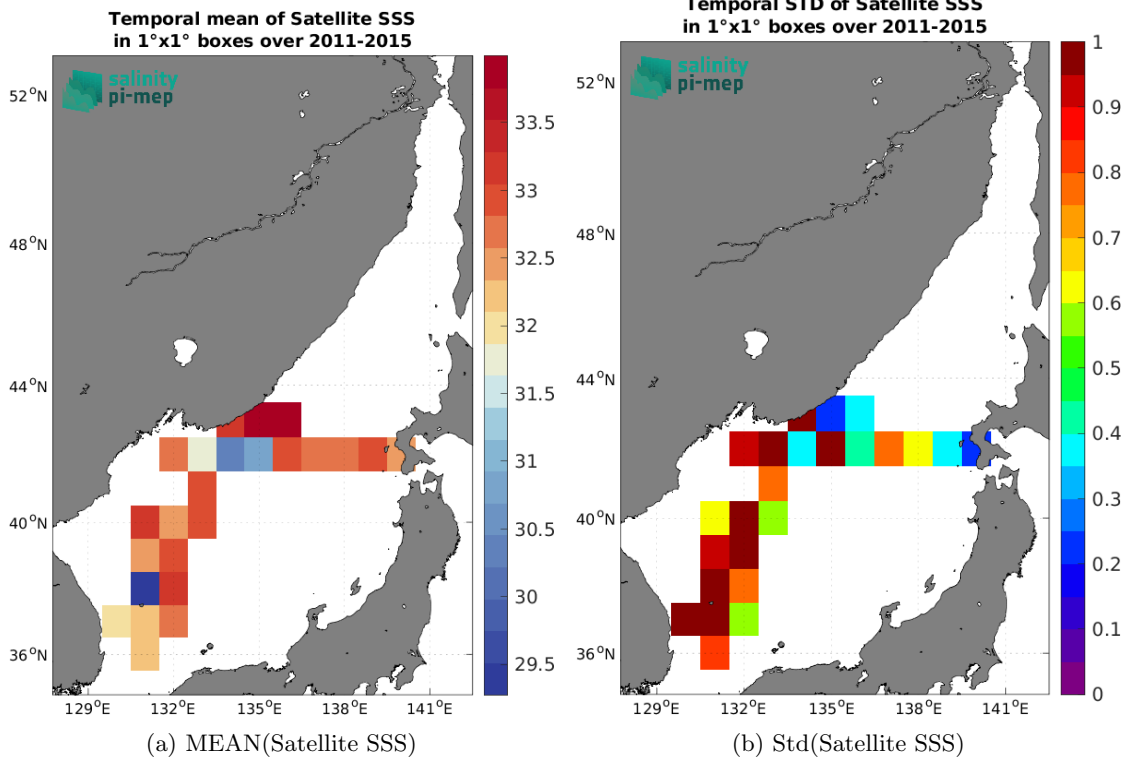 Temporal mean of Satellite SSS
in 1°x1° boxes over 2011-2015
salinity
pi-mep
52°N
48°N
44°N
40°N
36°N
129°E
132°E
135°E
138°E
141°E
33.5
33
32.5
32
31.5
31
30.5
30
29.5
(a) MEAN(Satellite SSS)
Temporal STD of Satellite SSS
in 1°x1° boxes over 2011-2015
salinity
pi-mep
52°N
48°N
44°N
40°N
36°N
129°E
132°E
135°E
138°E
141°E
1
0.9
0.8
0.7
0.6
0.5
0.4
0.3
0.2
0.1
0
(b) Std(Satellite SSS)